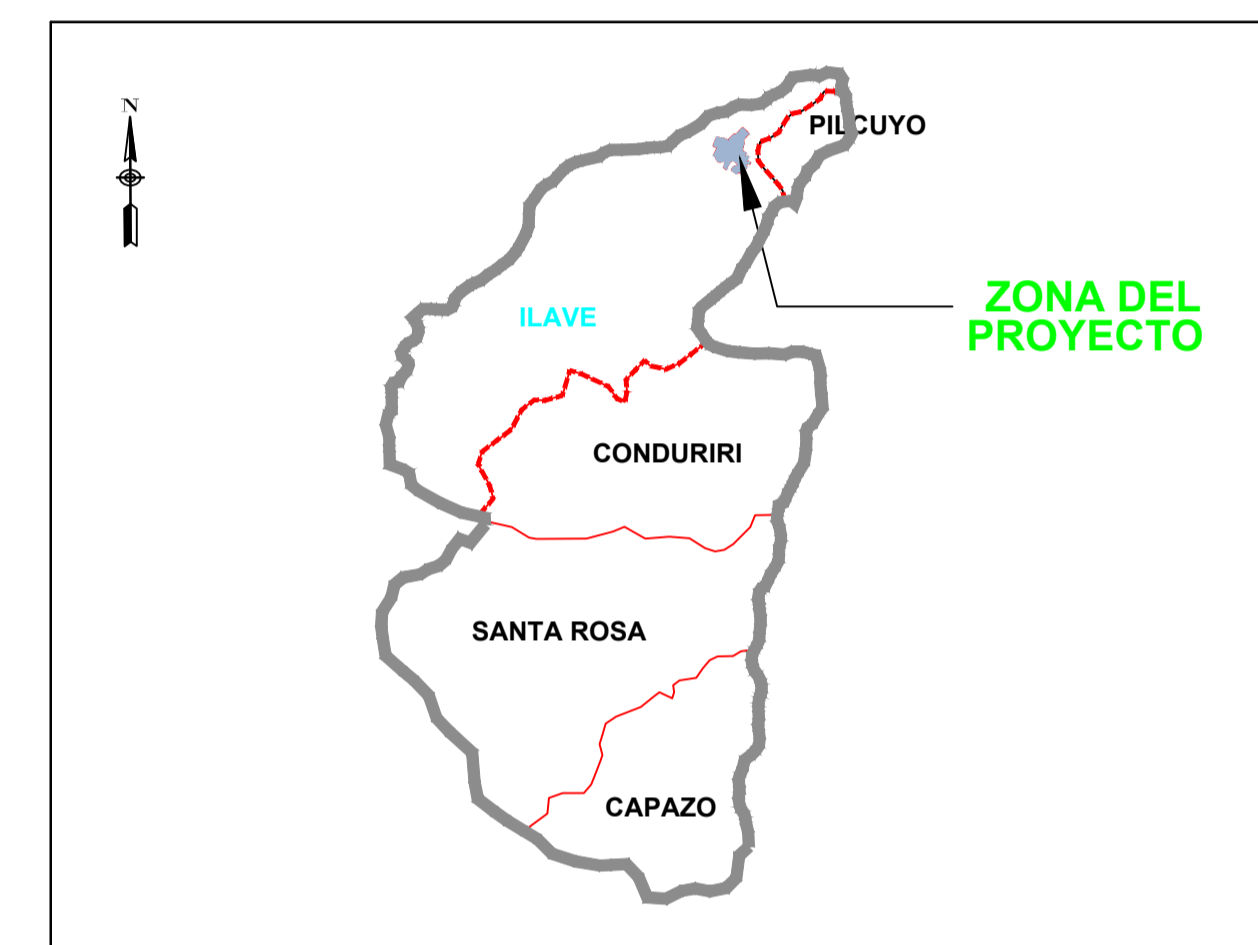 N
PILCUYO
ZONA DEL
PROYECTO
ILAVE
CONDURIRI
SANTA ROSA
CAPAZO